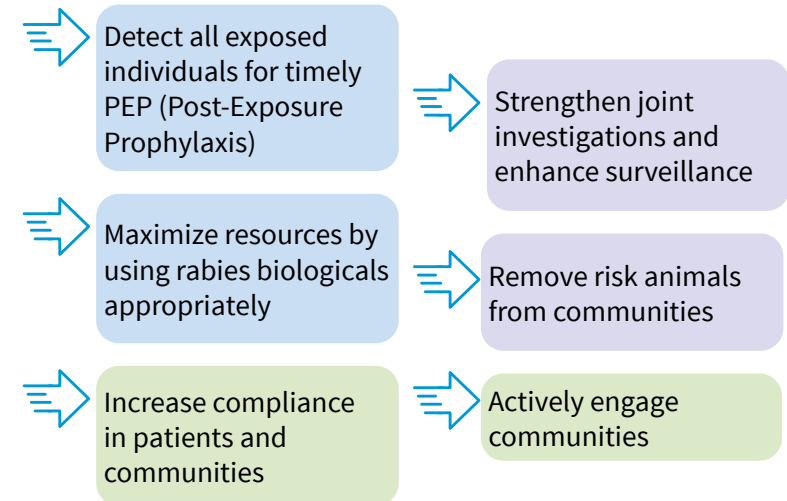 Detect all exposed
individuals for timely
PEP (Post-Exposure
Prophylaxis)
Strengthen joint
investigations and
enhance surveillance
Maximize resources by
using rabies biologicals
appropriately
Remove risk animals
from communities
Increase compliance
in patients and
communities
Actively engage
communities